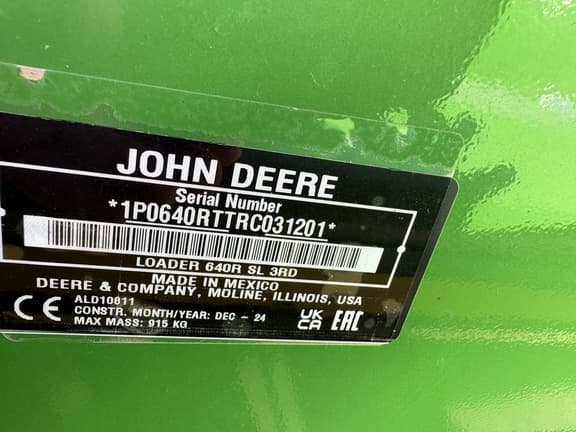 JOHN DEERE
Serial Number
*1P0640RTTRC031201*
LOADER 640R SL 3RD
MADE IN MEXICO
DEERE & COMPANY, MOLINE, ILLINOIS, USA
ALD10811
CONSTR. MONTH/YEAR: DEC - 24
MAX MASS: 915 KG
CE
UK
CA
EAC